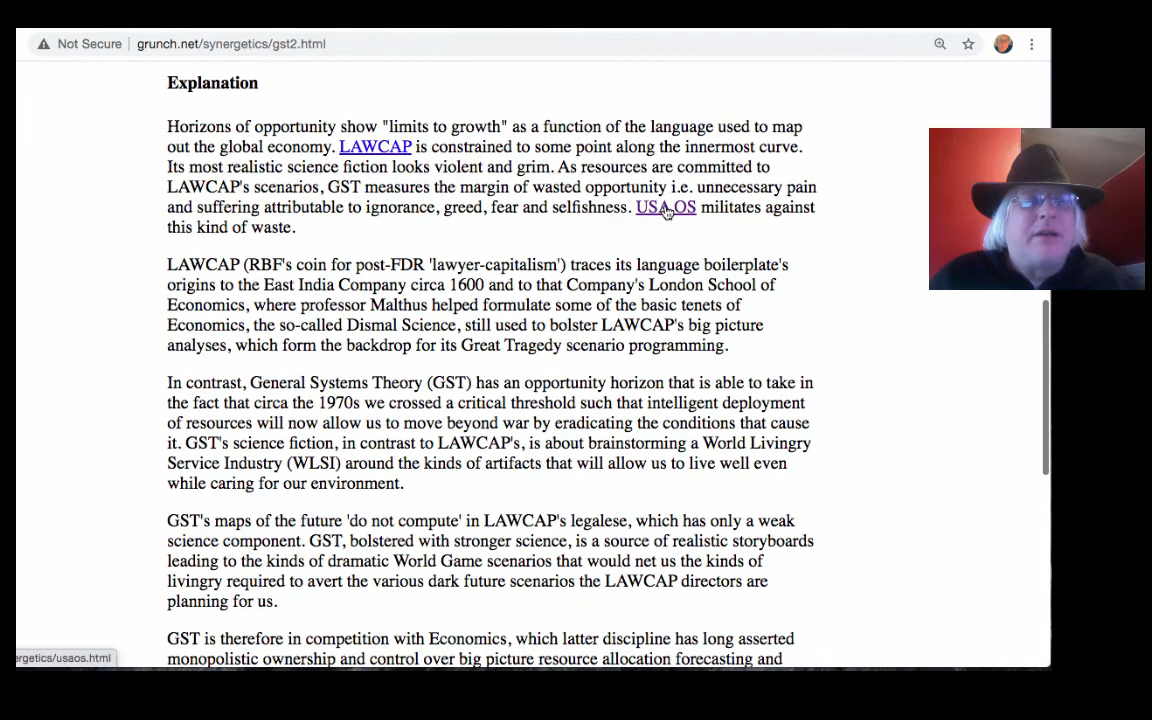 Not Secure
grunch.net/synergetics/gst2.html
Explanation
Horizons of opportunity show "limits to growth" as a function of the language used to map
out the global economy. LAWCAP is constrained to some point along the innermost curve.
Its most realistic science fiction looks violent and grim. As resources are committed to
LAWCAP's scenarios, GST measures the margin of wasted opportunity i.e. unnecessary pain
and suffering attributable to ignorance, greed, fear and selfishness. USA OS militates against
this kind of waste.
LAWCAP (RBF's coin for post-FDR 'lawyer-capitalism') traces its language boilerplate's
origins to the East India Company circa 1600 and to that Company's London School of
Economics, where professor Malthus helped formulate some of the basic tenets of
Economics, the so-called Dismal Science, still used to bolster LAWCAP's big picture
analyses, which form the backdrop for its Great Tragedy scenario programming.
In contrast, General Systems Theory (GST) has an opportunity horizon that is able to take in
the fact that circa the 1970s we crossed a critical threshold such that intelligent deployment
of resources will now allow us to move beyond war by eradicating the conditions that cause
it. GST's science fiction, in contrast to LAWCAP's, is about brainstorming a World Livingry
Service Industry (WLSI) around the kinds of artifacts that will allow us to live well even
while caring for our environment.
GST's maps of the future 'do not compute' in LAWCAP's legalese, which has only a weak
science component. GST, bolstered with stronger science, is a source of realistic storyboards
leading to the kinds of dramatic World Game scenarios that would net us the kinds of
livingry required to avert the various dark future scenarios the LAWCAP directors are
planning for us.
GST is therefore in competition with Economics, which latter discipline has long asserted
monopolistic ownership and control over big picture resource allocation forecasting and
ergetics/usaos.html